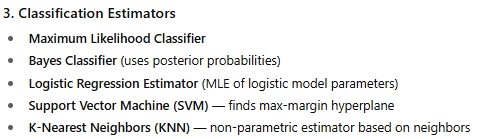 3. Classification Estimators
• Maximum Likelihood Classifier
• Bayes Classifier (uses posterior probabilities)
• Logistic Regression Estimator (MLE of logistic model parameters)
• Support Vector Machine (SVM) — finds max-margin hyperplane
• K-Nearest Neighbors (KNN) — non-parametric estimator based on neighbors